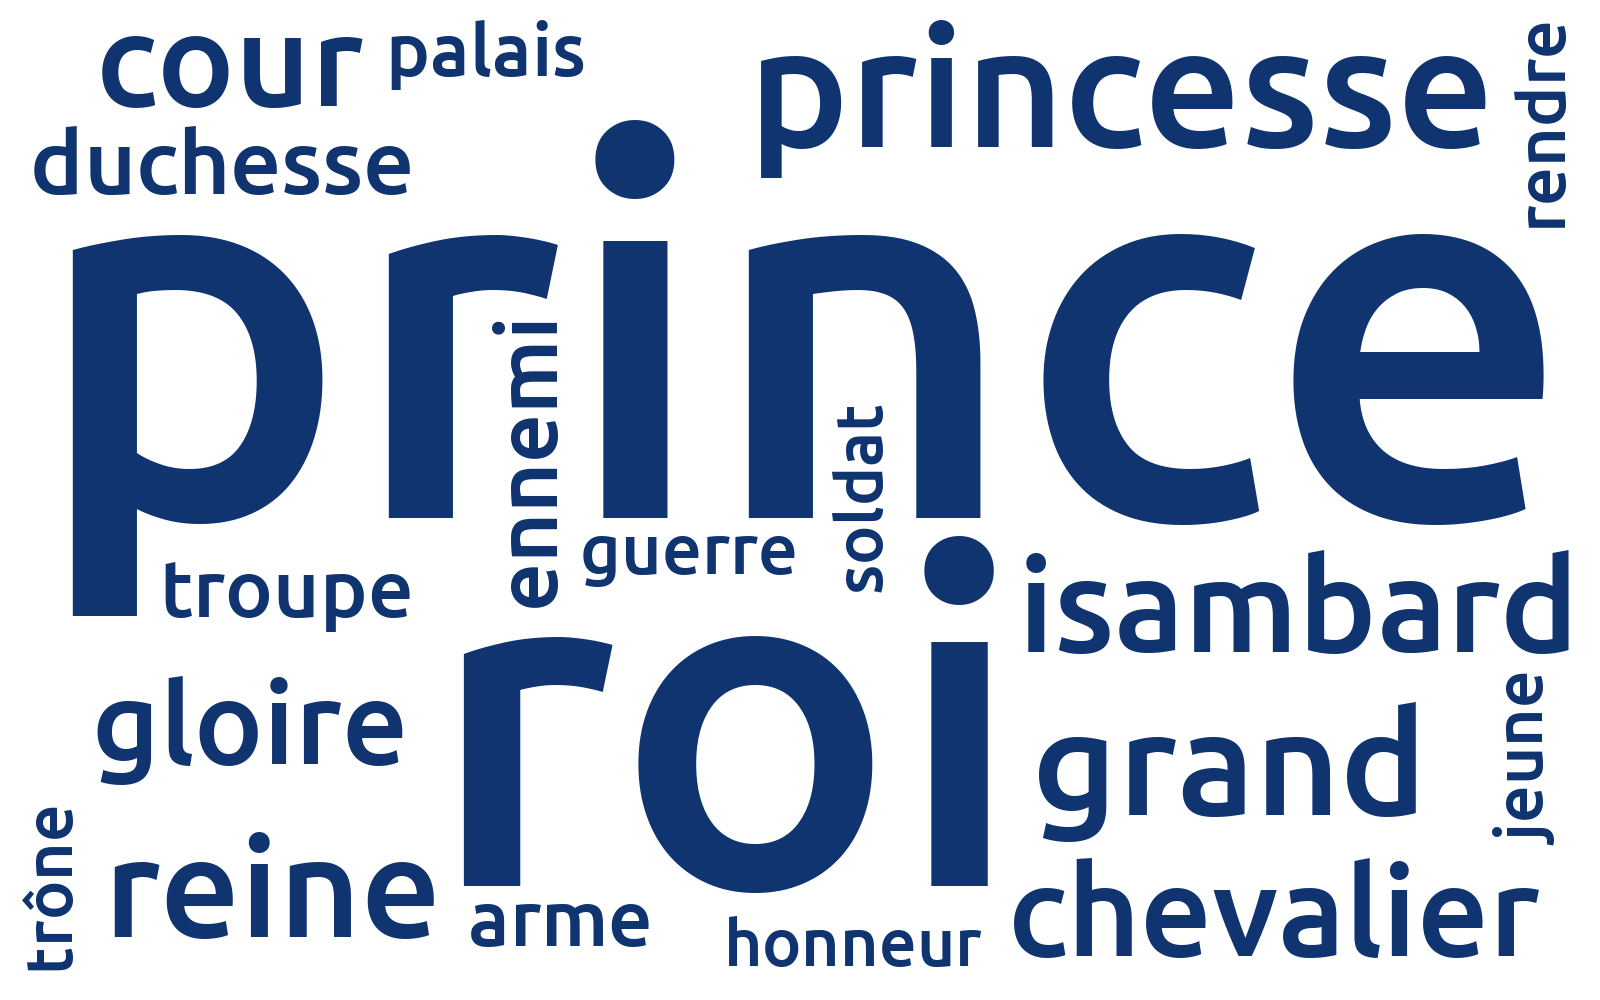 cour
palais
princesse
rendre
duchesse
prince
ennemi
soldat
guerre
troupe
roi
isambard
gloire
grand
jeune
trône
reine
chevalier
arme
honneur